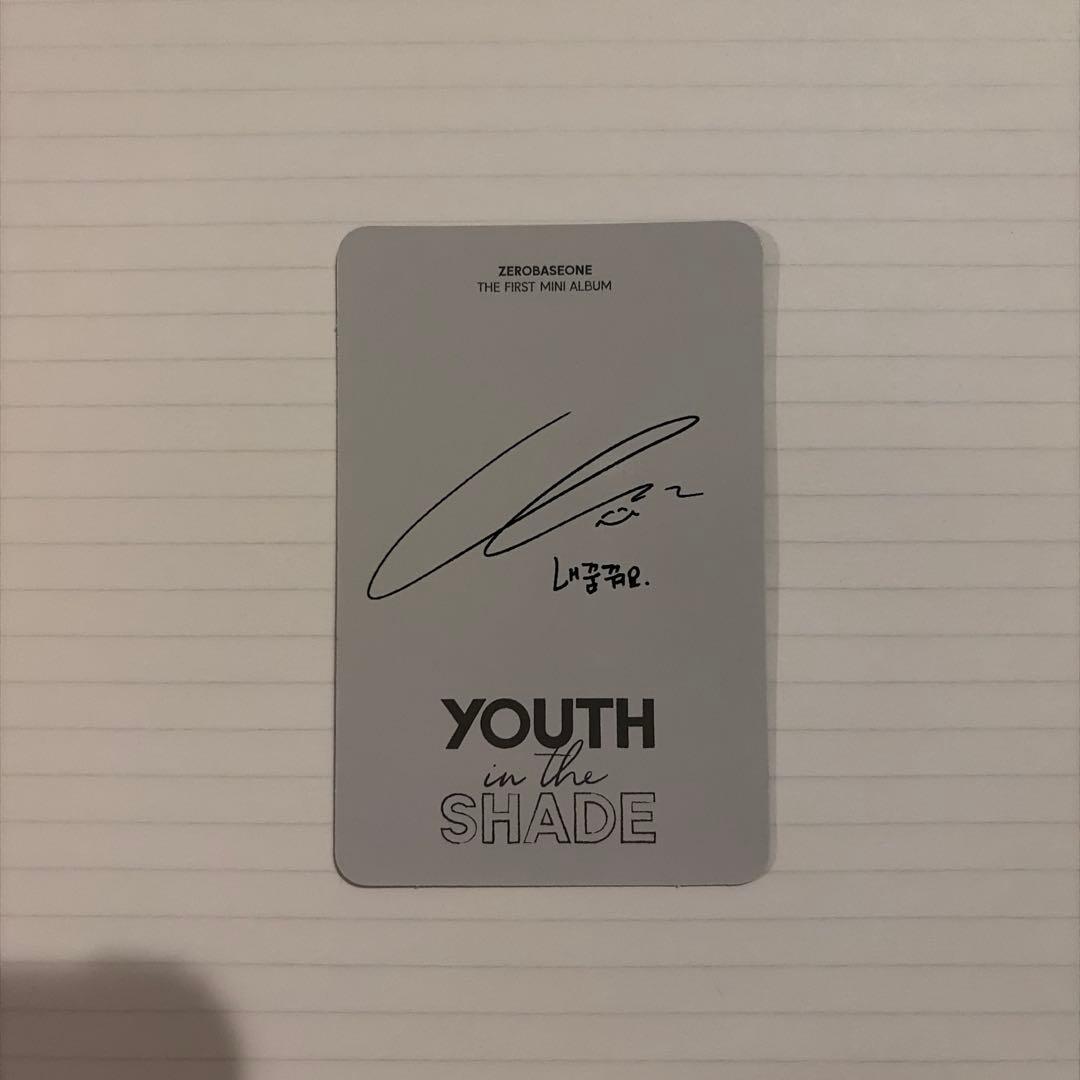 ZEROBASEONE
THE FIRST MINI ALBUM
내꿈꿔요.
YOUTH
in the
SHADE